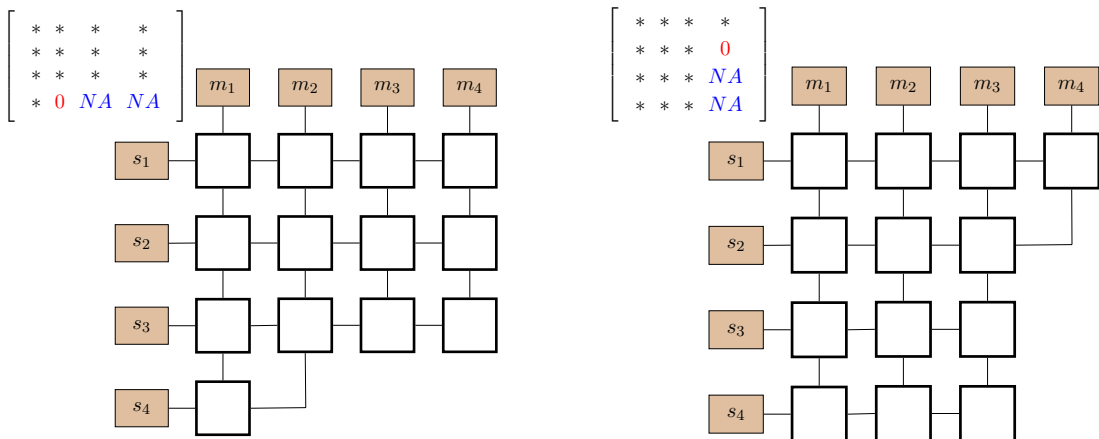 * * * *
* * * *
* * * *
* 0 NA NA
m₁ m₂ m₃ m₄
s₁
s₂
s₃
s₄
* * * *
* * * 0
* * * NA
* * * NA
m₁ m₂ m₃ m₄
s₁
s₂
s₃
s₄